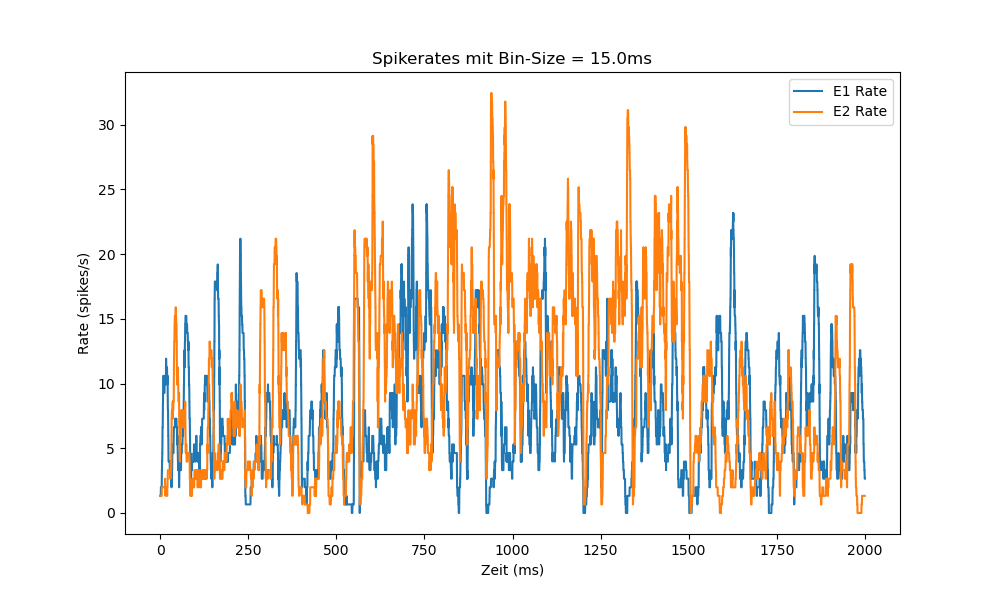 Spikerates mit Bin-Size = 15.0ms
E1 Rate
E2 Rate
Rate (spikes/s)
30
25
20
15
10
5
0
0 250 500 750 1000 1250 1500 1750 2000
Zeit (ms)